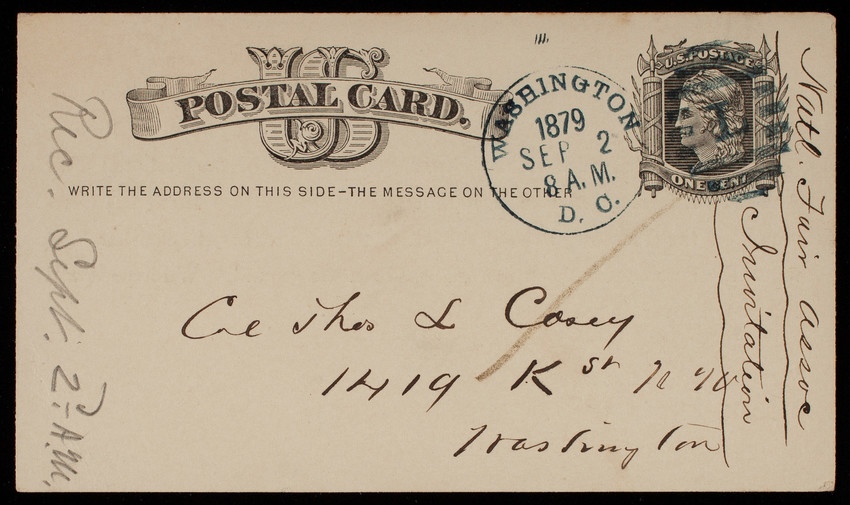 US
POSTAL CARD.
WRITE THE ADDRESS ON THIS SIDE–THE MESSAGE ON THE OTHER
WASHINGTON
1879
SEP 2
8 A.M.
D. C.
U.S. POSTAGE
ONE CENT
Col Thos L Casey
1419 K St N W
Washington
Natl. Fair Assoc
Invitation
Rec. Sept. 2d A.M.